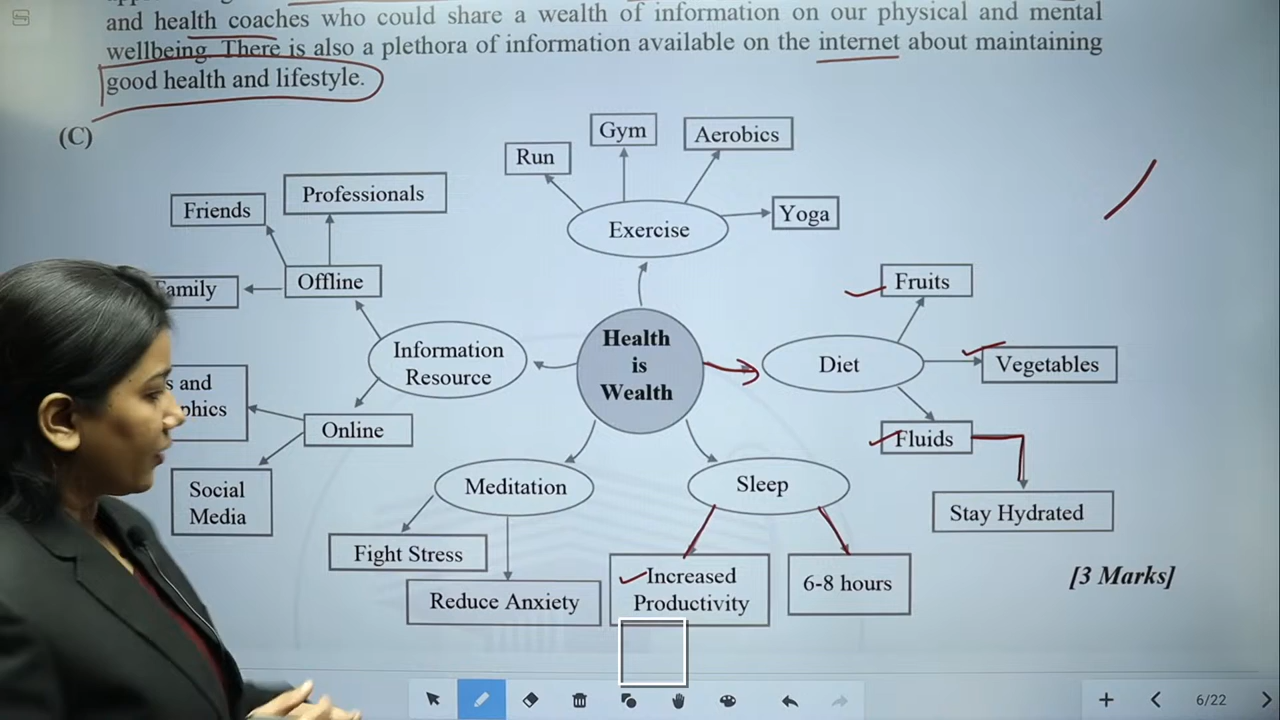 and health coaches who could share a wealth of information on our physical and mental
wellbeing. There is also a plethora of information available on the internet about maintaining
good health and lifestyle.
(C)
Gym
Aerobics
Run
Professionals
Friends
Yoga
Exercise
Offline
Fruits
Health
is
Wealth
Information
Resource
Diet
Vegetables
and
Online
Fluids
Social
Media
Meditation
Sleep
Stay Hydrated
Fight Stress
Increased
Productivity
6-8 hours
[3 Marks]
Reduce Anxiety
6/22